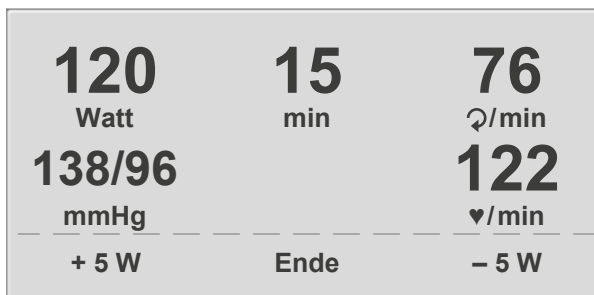 120 15 76
Watt min ⟳/min
138/96 122
mmHg ♥/min
+ 5 W Ende – 5 W